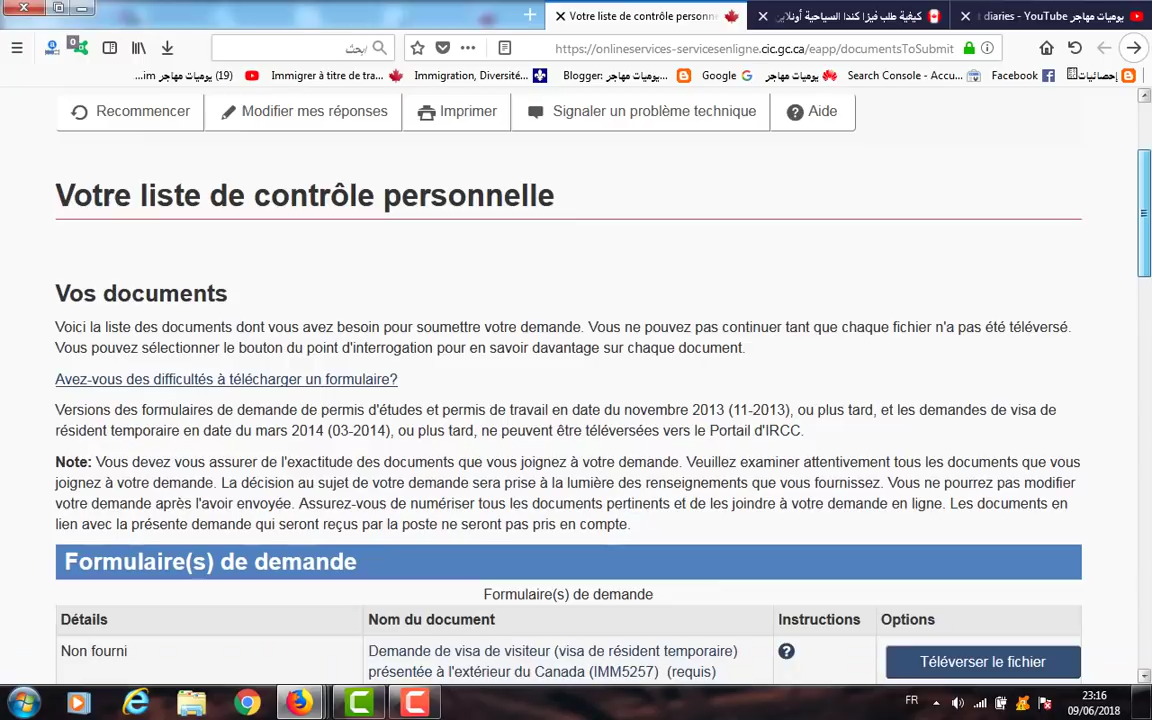 Votre liste de contrôle personn
كيفية طلب فيزا كندا السياحية أونلاين
diaries - YouTube يوميات مهاجر
ابحث
https://onlineservices-servicesenligne.cic.gc.ca/eapp/documentsToSubmit
(19) يوميات مهاجر im...
Immigrer à titre de tra...
Immigration, Diversité...
Blogger: يوميات مهاجر...
Google
يوميات مهاجر
Search Console - Accu...
Facebook
إحصائيات
Recommencer
Modifier mes réponses
Imprimer
Signaler un problème technique
Aide
Votre liste de contrôle personnelle
Vos documents
Voici la liste des documents dont vous avez besoin pour soumettre votre demande. Vous ne pouvez pas continuer tant que chaque fichier n'a pas été téléversé.
Vous pouvez sélectionner le bouton du point d'interrogation pour en savoir davantage sur chaque document.
Avez-vous des difficultés à télécharger un formulaire?
Versions des formulaires de demande de permis d'études et permis de travail en date du novembre 2013 (11-2013), ou plus tard, et les demandes de visa de
résident temporaire en date du mars 2014 (03-2014), ou plus tard, ne peuvent être téléversées vers le Portail d'IRCC.
Note: Vous devez vous assurer de l'exactitude des documents que vous joignez à votre demande. Veuillez examiner attentivement tous les documents que vous
joignez à votre demande. La décision au sujet de votre demande sera prise à la lumière des renseignements que vous fournissez. Vous ne pourrez pas modifier
votre demande après l'avoir envoyée. Assurez-vous de numériser tous les documents pertinents et de les joindre à votre demande en ligne. Les documents en
lien avec la présente demande qui seront reçus par la poste ne seront pas pris en compte.
Formulaire(s) de demande
Formulaire(s) de demande
Détails
Nom du document
Instructions
Options
Non fourni
Demande de visa de visiteur (visa de résident temporaire)
présentée à l'extérieur du Canada (IMM5257) (requis)
Téléverser le fichier
FR
23:16
09/06/2018